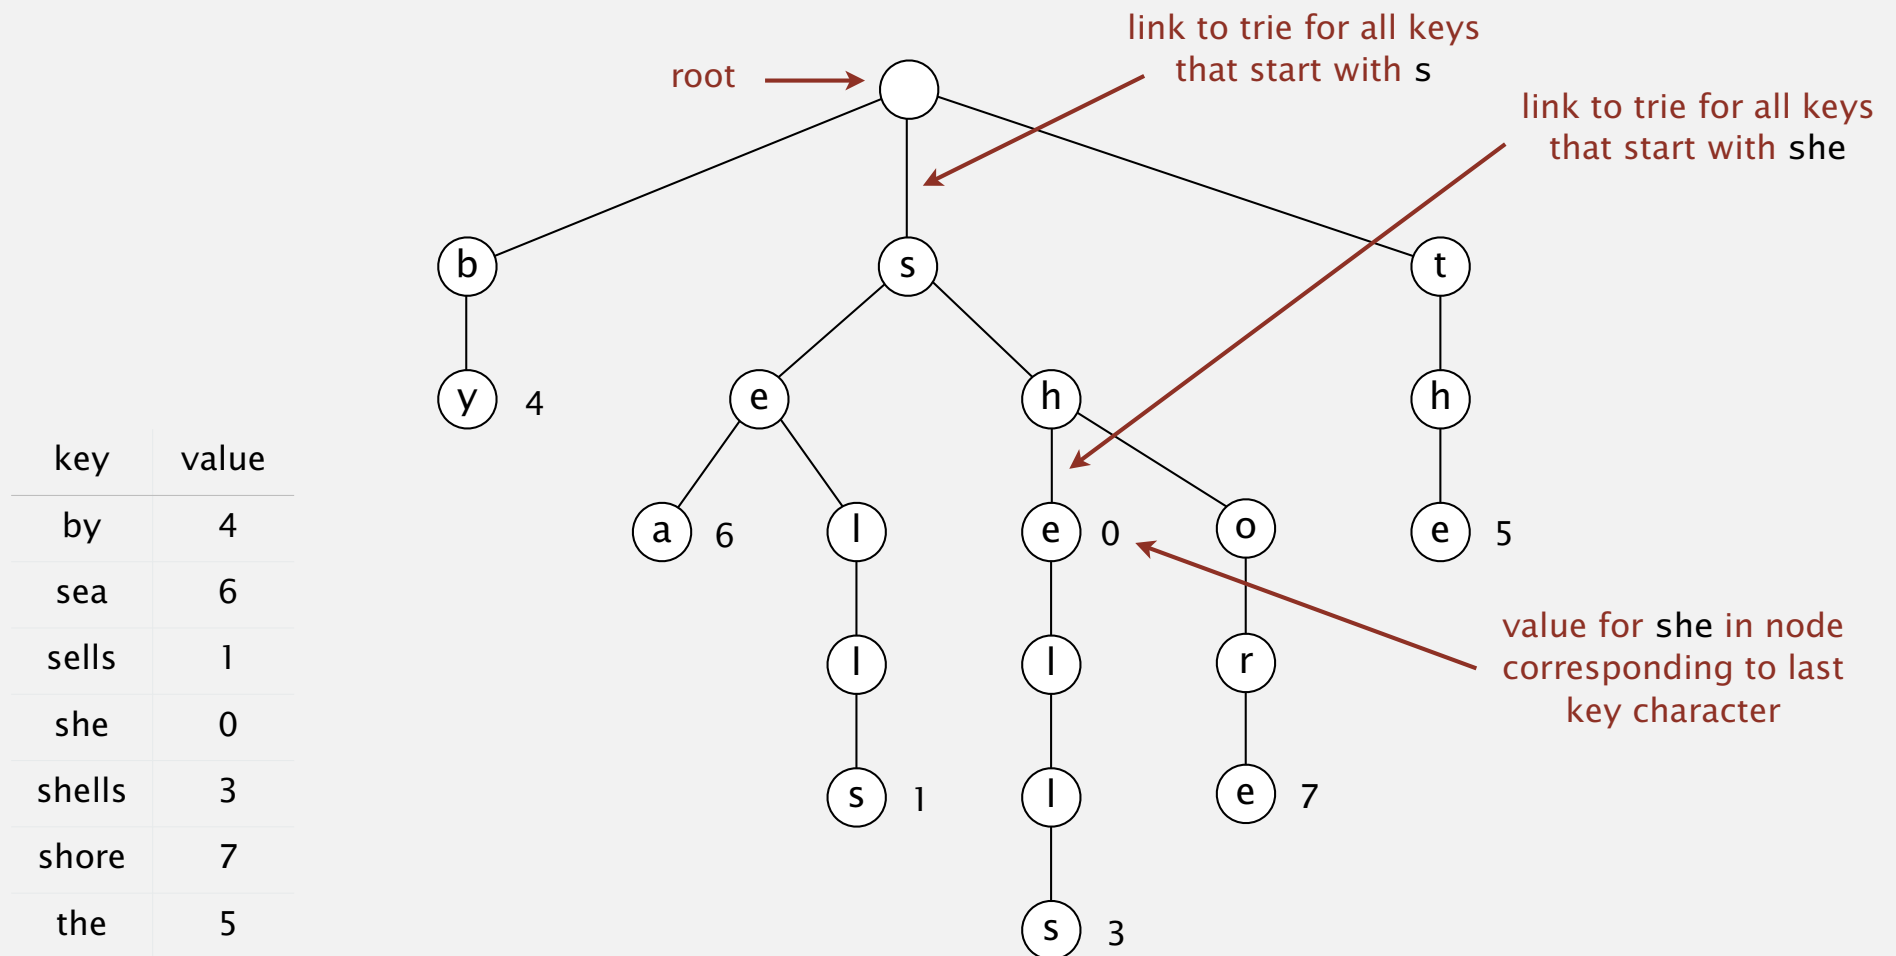 link to trie for all keys
that start with s
root
link to trie for all keys
that start with she
b
s
t
y 4
e
h
h
key value
a 6
l
e 0
o
e 5
by 4
sea 6
value for she in node
corresponding to last
key character
sells 1
l
l
r
she 0
shells 3
s 1
l
e 7
shore 7
the 5
s 3